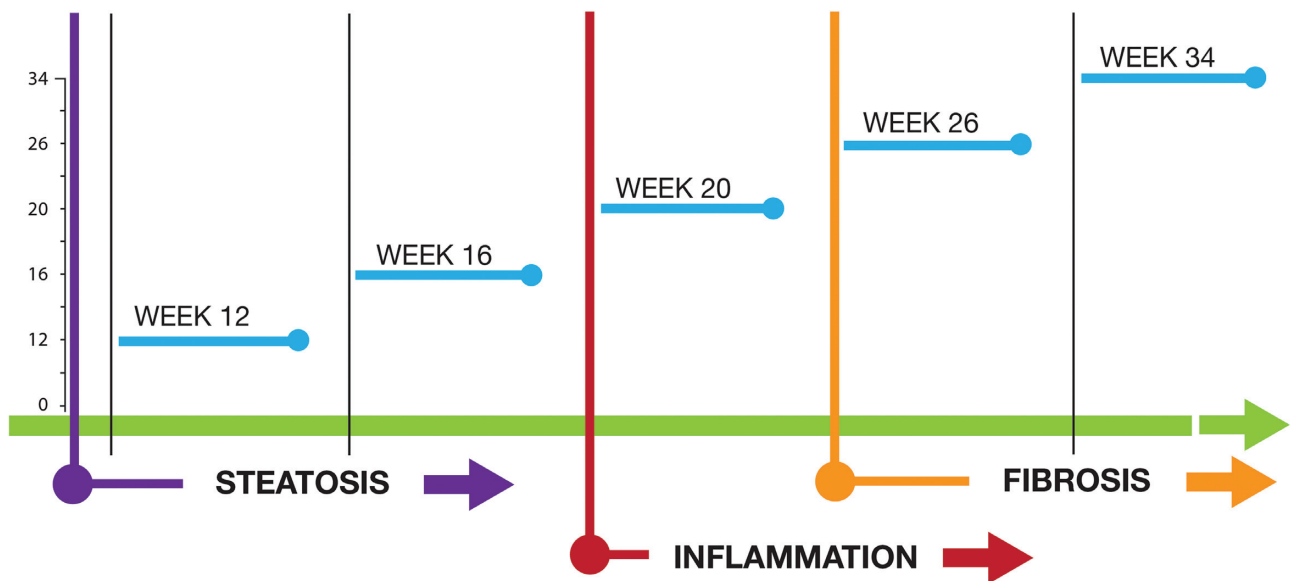 WEEK 34
34
WEEK 26
26
WEEK 20
20
WEEK 16
16
WEEK 12
12
0
STEATOSIS
FIBROSIS
INFLAMMATION